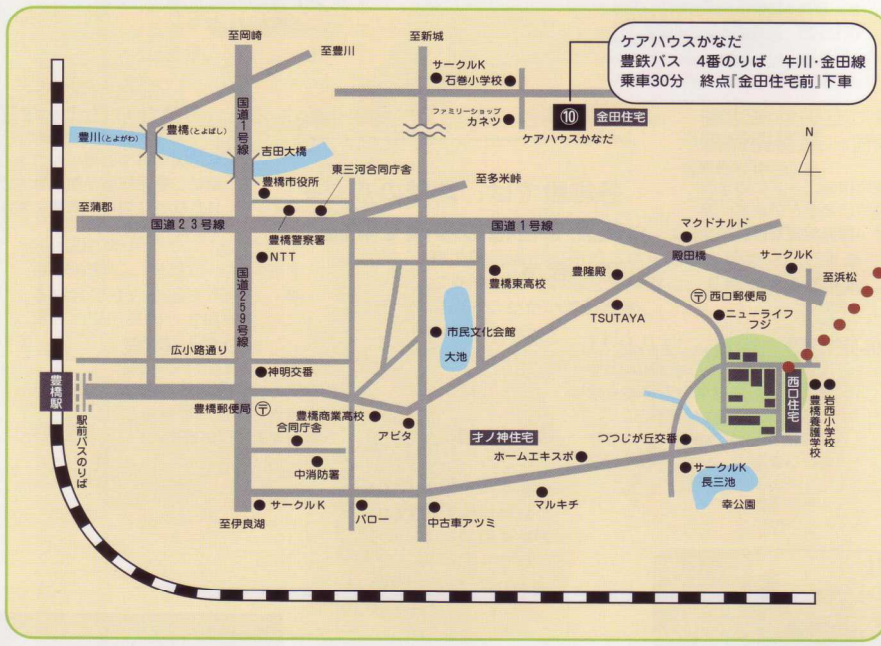 ケアハウスかなだ
豊鉄バス 4番のりば 牛川・金田線
乗車30分 終点『金田住宅前』下車
至岡崎
至豊川
至新城
サークルK
石巻小学校
ファミリーショップ
カネツ
⑩
金田住宅
ケアハウスかなだ
N
国道1号線
豊川(とよがわ)
豊橋(とよばし)
吉田大橋
豊橋市役所
東三河合同庁舎
至多米峠
至蒲郡
国道23号線
国道1号線
マクドナルド
豊橋警察署
NTT
殿田橋
サークルK
至浜松
豊橋東高校
豊隆殿
〒西口郵便局
TSUTAYA
ニューライフ
フジ
国道259号線
市民文化会館
大池
広小路通り
神明交番
豊橋駅
駅前バスのりば
西口住宅
岩西小学校
豊橋養護学校
豊橋郵便局〒
豊橋商業高校
アピタ
合同庁舎
才ノ神住宅
つつじが丘交番
中消防署
ホームエキスポ
サークルK
長三池
幸公園
サークルK
バロー
中古車アツミ
マルキチ
至伊良湖